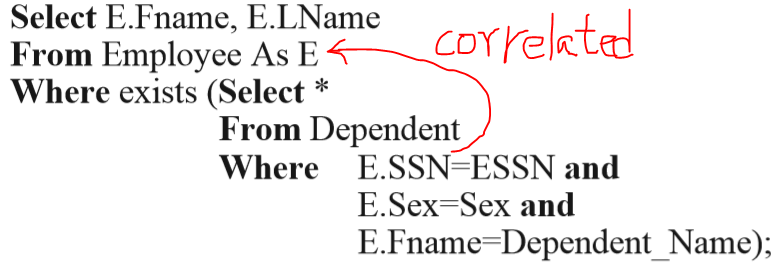 Select E.Fname, E.LName
From Employee As E
correlated
Where exists (Select *
From Dependent
Where E.SSN=ESSN and
E.Sex=Sex and
E.Fname=Dependent_Name);